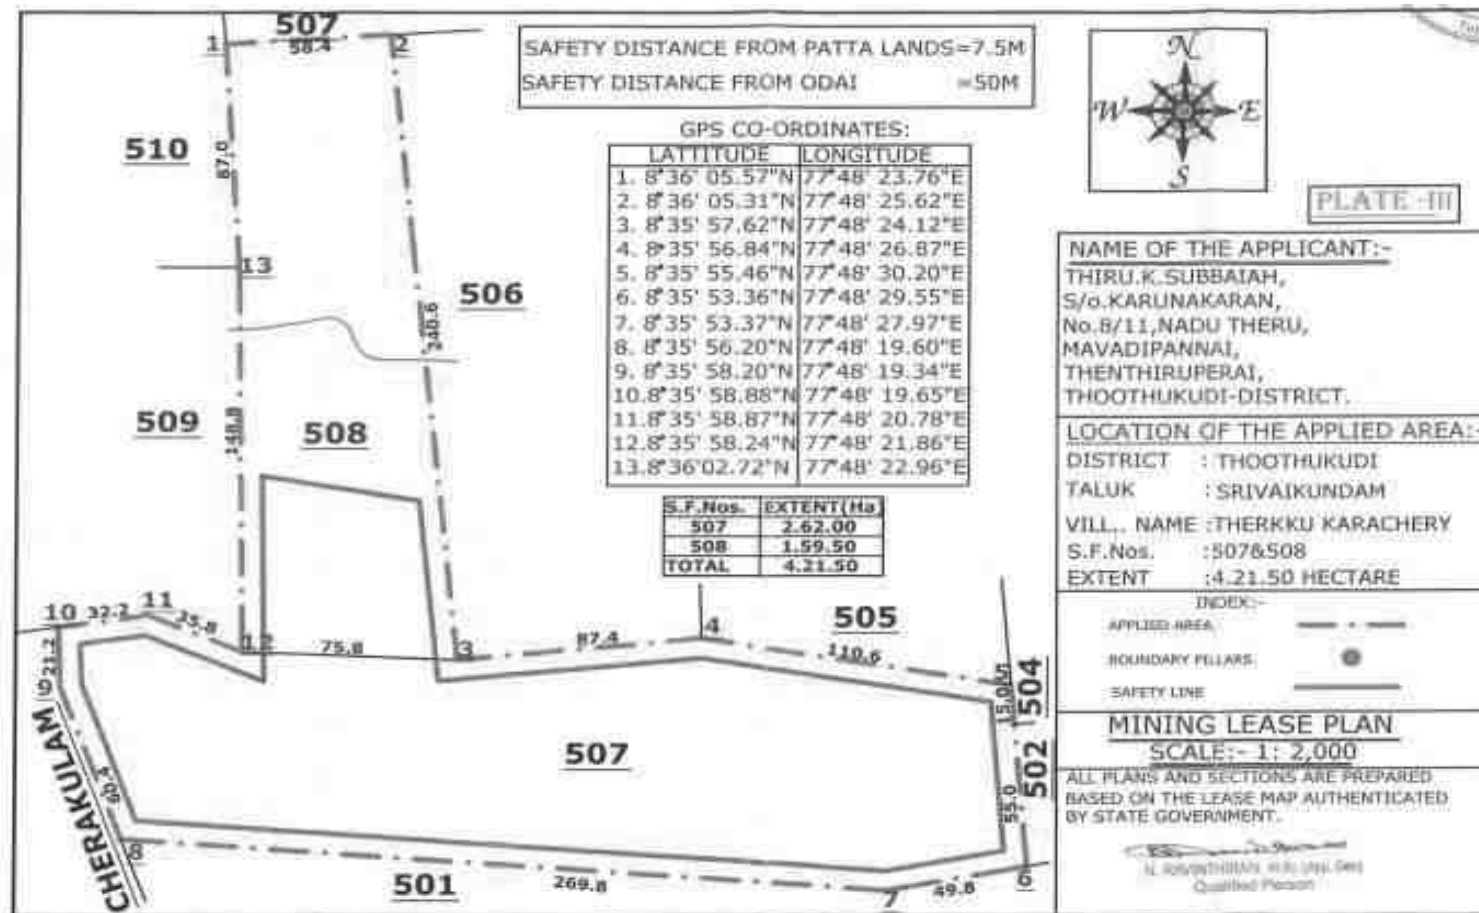 SAFETY DISTANCE FROM PATTA LANDS=7.5M
SAFETY DISTANCE FROM ODAI =50M
N
W E
S
PLATE -III
GPS CO-ORDINATES:
LATTITUDE LONGITUDE
1. 8°36' 05.57"N 77°48' 23.76"E
2. 8°36' 05.31"N 77°48' 25.62"E
3. 8°35' 57.62"N 77°48' 24.12"E
4. 8°35' 56.84"N 77°48' 26.87"E
5. 8°35' 55.46"N 77°48' 30.20"E
6. 8°35' 53.36"N 77°48' 29.55"E
7. 8°35' 53.37"N 77°48' 27.97"E
8. 8°35' 56.20"N 77°48' 19.60"E
9. 8°35' 58.20"N 77°48' 19.34"E
10.8°35' 58.88"N 77°48' 19.65"E
11.8°35' 58.87"N 77°48' 20.78"E
12.8°35' 58.24"N 77°48' 21.86"E
13.8°36'02.72"N 77°48' 22.96"E
S.F.Nos. EXTENT(Ha)
507 2.62.00
508 1.59.50
TOTAL 4.21.50
507
1 58.4 2
510
87.0
13
506
240.6
509
148.8
508
10 32.2 11
35.8
12 75.8 3
87.4
4
505
110.6
21.2
9
15.0
504
502
507
55.0
60.4
CHERAKULAM
8
501
269.8
7
49.8
6
NAME OF THE APPLICANT:-
THIRU.K.SUBBAIAH,
S/o.KARUNAKARAN,
No.8/11,NADU THERU,
MAVADIPANNAI,
THENTHIRUPERAI,
THOOTHUKUDI-DISTRICT.
LOCATION OF THE APPLIED AREA:-
DISTRICT : THOOTHUKUDI
TALUK : SRIVAIKUNDAM
VILL.. NAME :THERKKU KARACHERY
S.F.Nos. :507&508
EXTENT :4.21.50 HECTARE
INDEX:-
APPLIED AREA
BOUNDARY PILLARS
SAFETY LINE
MINING LEASE PLAN
SCALE:- 1: 2,000
ALL PLANS AND SECTIONS ARE PREPARED
BASED ON THE LEASE MAP AUTHENTICATED
BY STATE GOVERNMENT.
Qualified Person